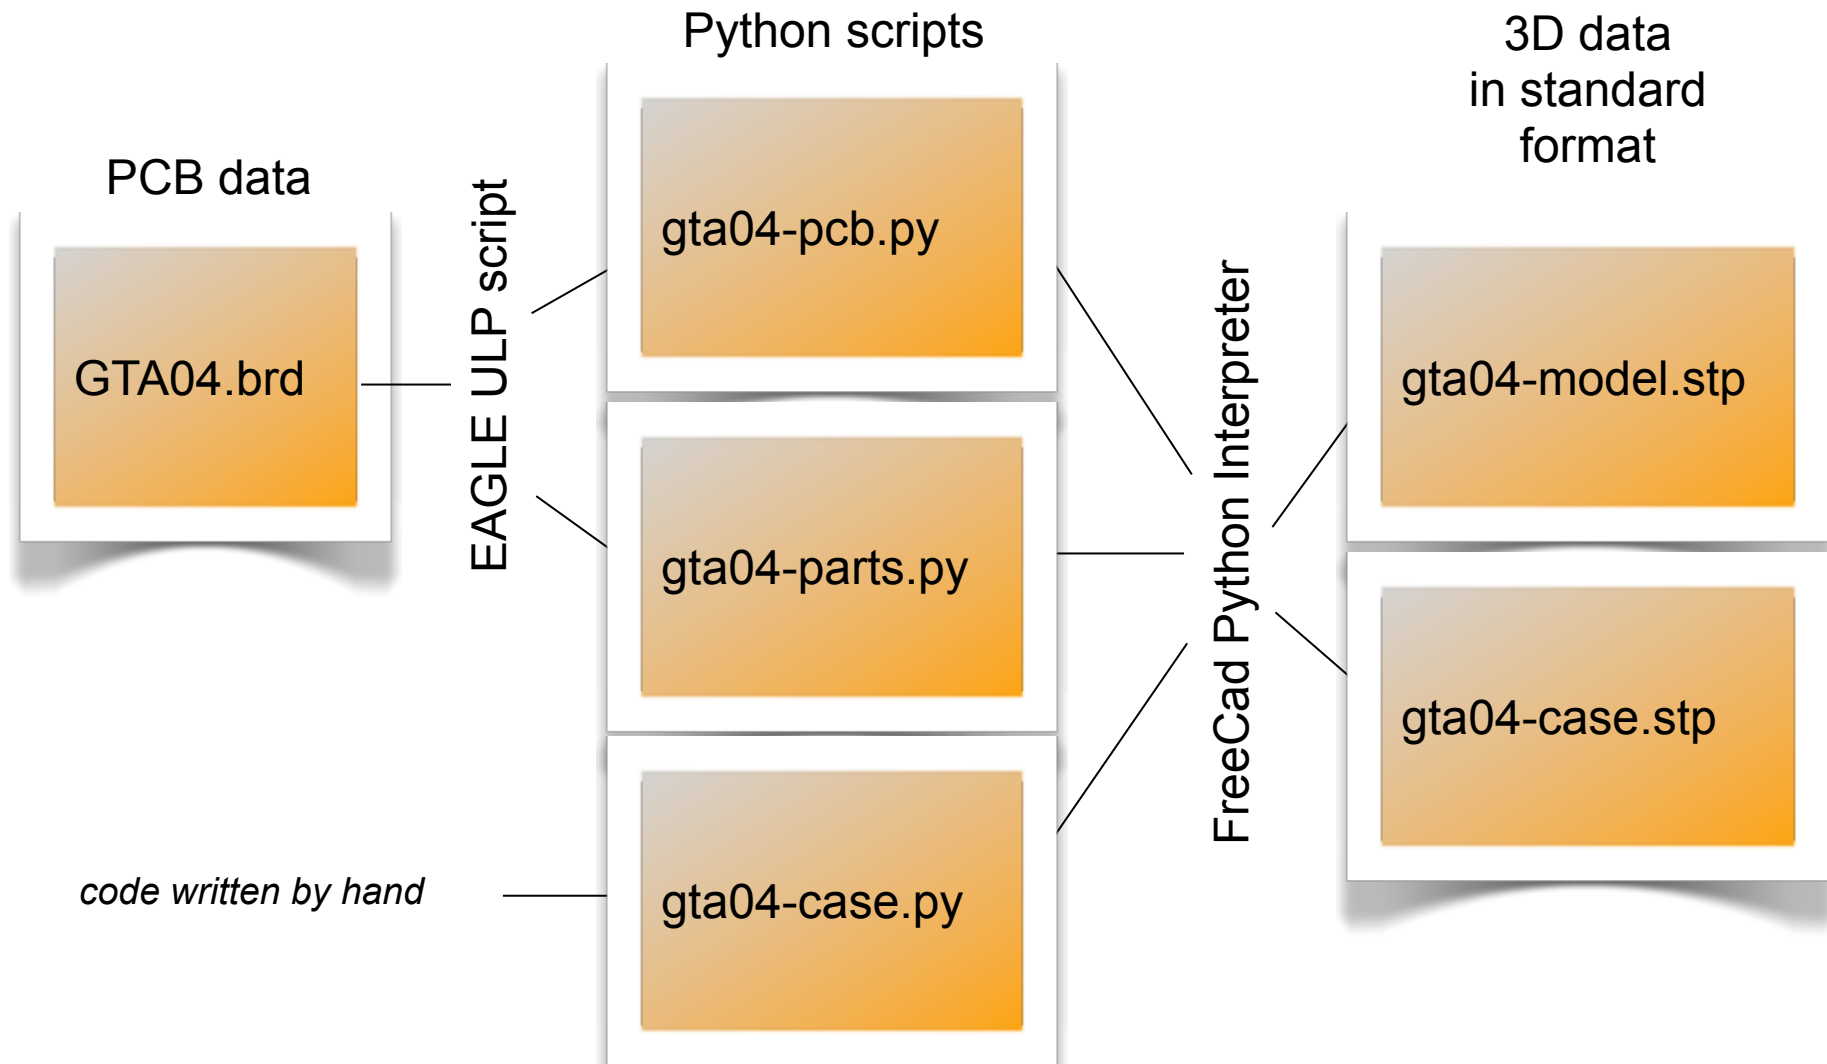 PCB data
GTA04.brd
EAGLE ULP script
Python scripts
gta04-pcb.py
gta04-parts.py
code written by hand
gta04-case.py
FreeCad Python Interpreter
3D data
in standard
format
gta04-model.stp
gta04-case.stp